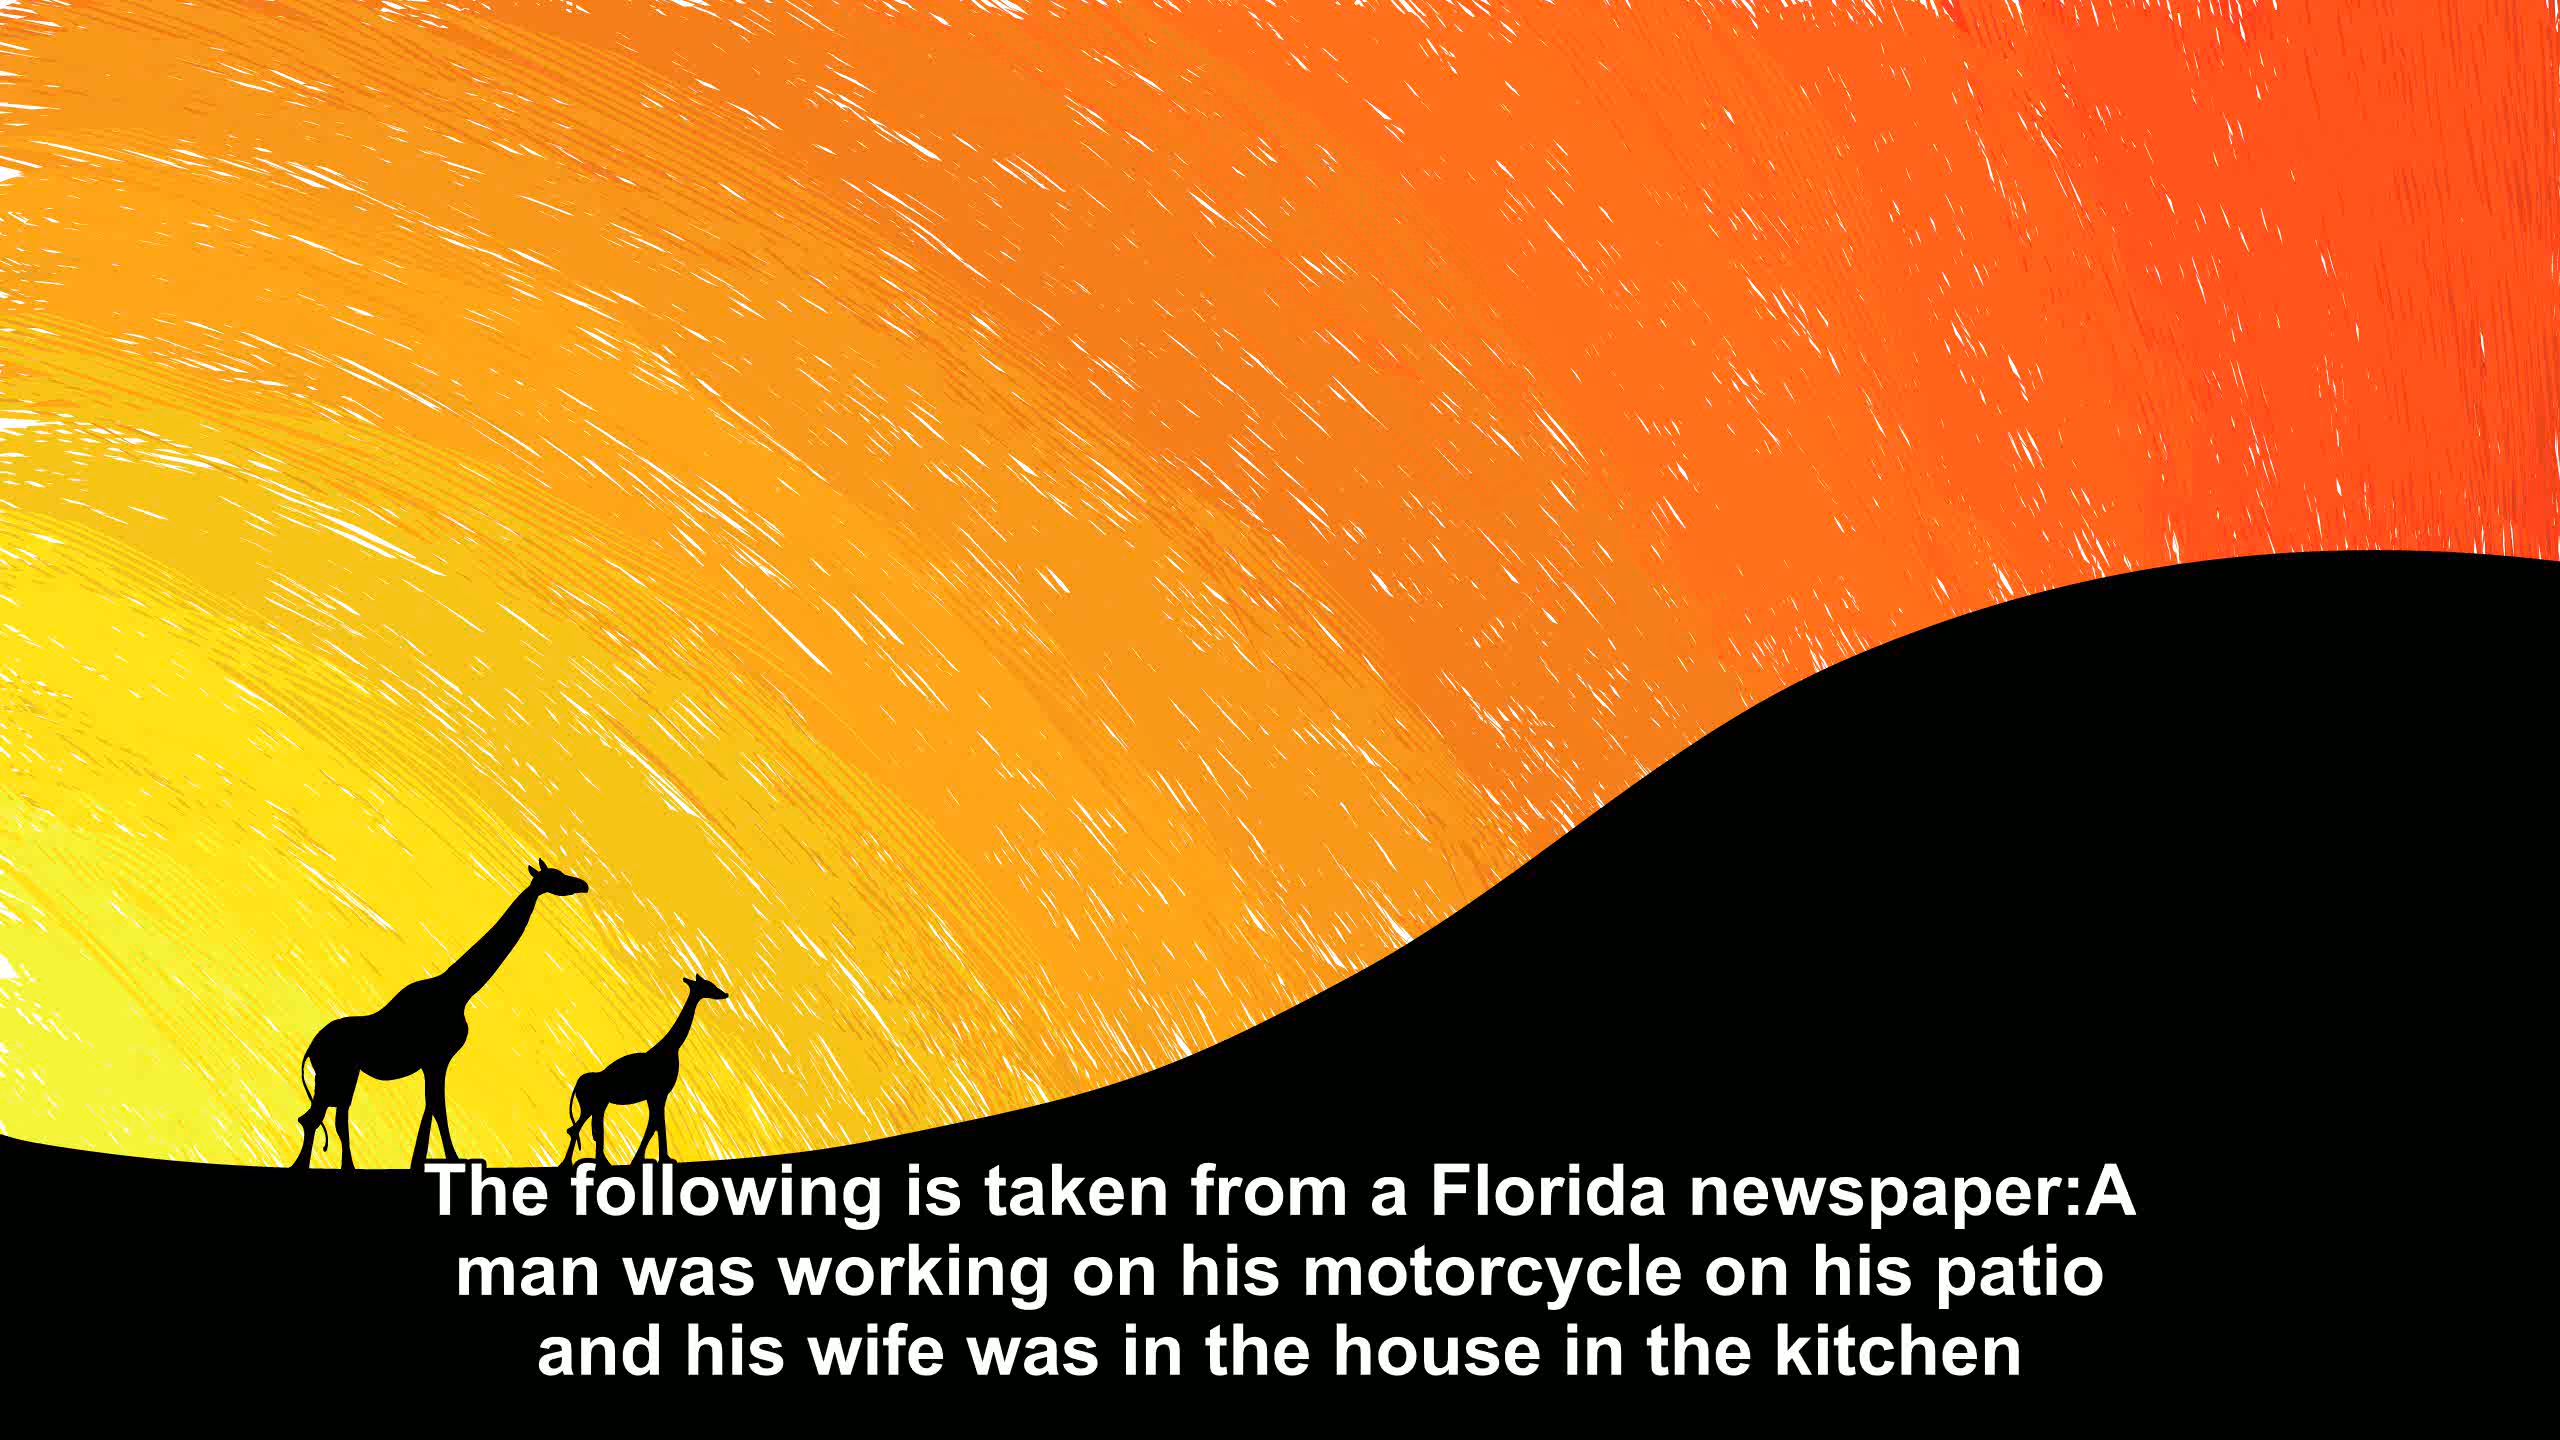 The following is taken from a Florida newspaper:A
man was working on his motorcycle on his patio
and his wife was in the house in the kitchen